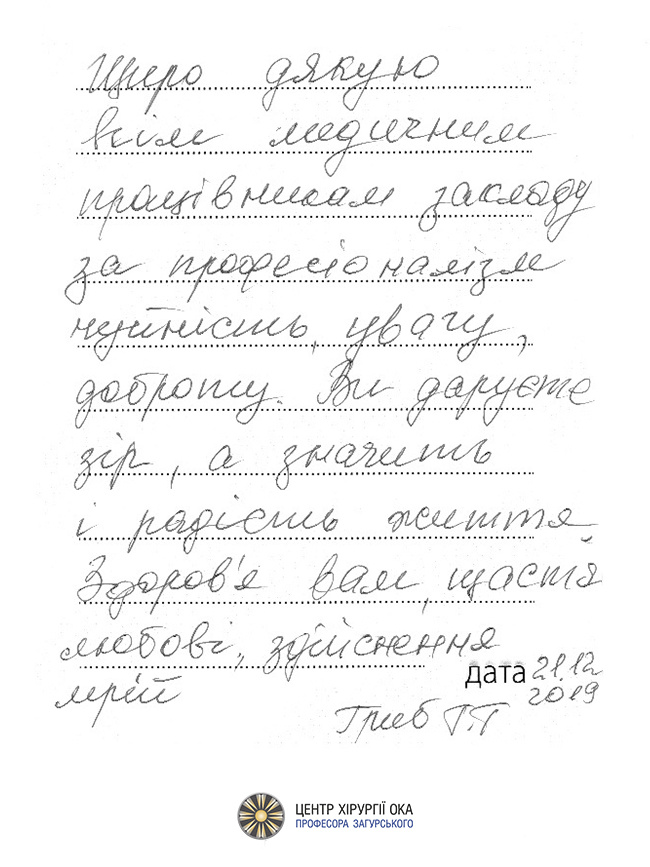 Щиро дякую
всім медичним
працівникам закладу
за професіоналізм
чуйність, увагу,
доброту. Ви даруєте
зір, а значить
і радість життя.
Здоров'я вам, щастя
любові, здійснення
мрій
дата 21.12
2019
Гриб Г.П
ЦЕНТР ХІРУРГІЇ ОКА
ПРОФЕСОРА ЗАГУРСЬКОГО